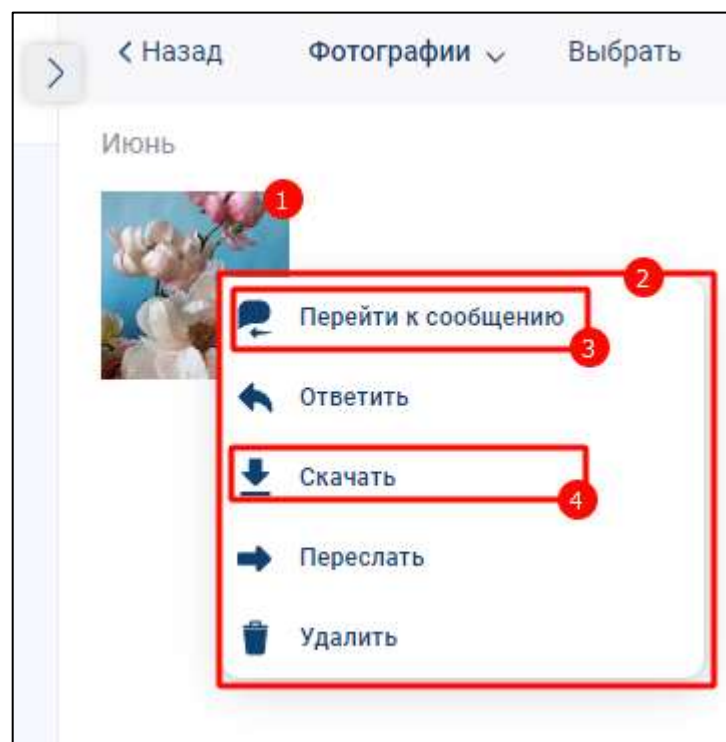 Назад Фотографии Выбрать
Июнь
1
2
Перейти к сообщению
3
Ответить
Скачать
4
Переслать
Удалить